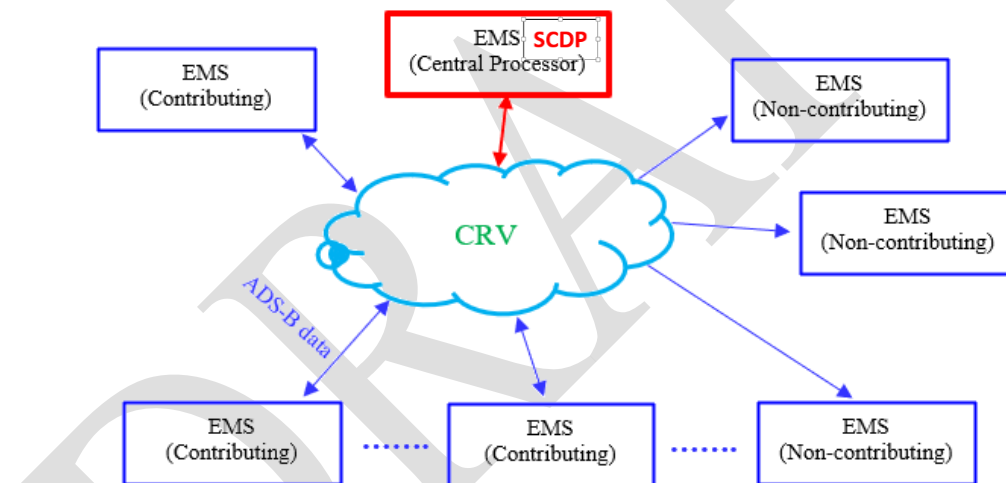 EMS SCDP
(Central Processor)
EMS
(Contributing)
EMS
(Non-contributing)
EMS
(Non-contributing)
CRV
ADS-B data
EMS
(Contributing)
EMS
(Contributing)
EMS
(Non-contributing)
DRAF